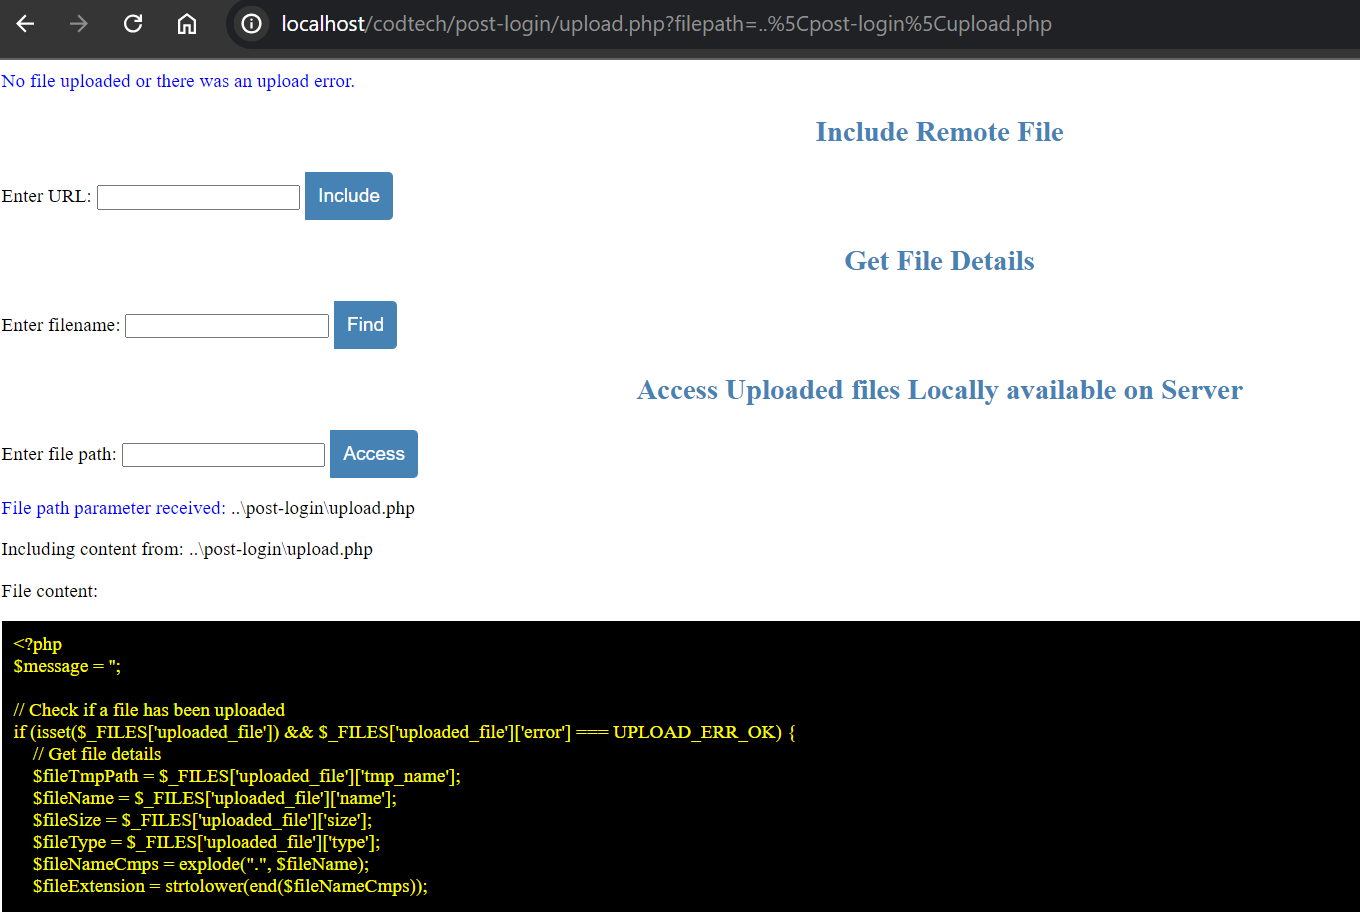 localhost/codtech/post-login/upload.php?filepath=..%5Cpost-login%5Cupload.php
No file uploaded or there was an upload error.
Include Remote File
Enter URL: Include
Get File Details
Enter filename: Find
Access Uploaded files Locally available on Server
Enter file path: Access
File path parameter received: ..\post-login\upload.php
Including content from: ..\post-login\upload.php
File content:
<?php
$message = '';
// Check if a file has been uploaded
if (isset($_FILES['uploaded_file']) && $_FILES['uploaded_file']['error'] === UPLOAD_ERR_OK) {
// Get file details
$fileTmpPath = $_FILES['uploaded_file']['tmp_name'];
$fileName = $_FILES['uploaded_file']['name'];
$fileSize = $_FILES['uploaded_file']['size'];
$fileType = $_FILES['uploaded_file']['type'];
$fileNameCmps = explode(".", $fileName);
$fileExtension = strtolower(end($fileNameCmps));